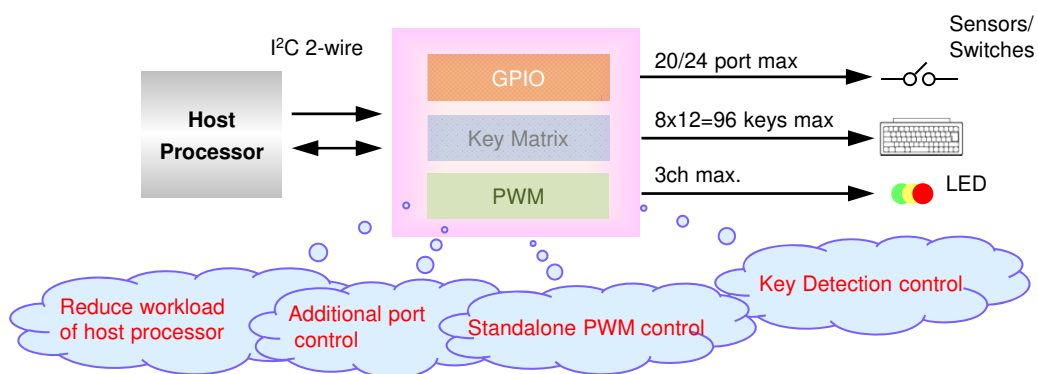 I²C 2-wire
Host
Processor
GPIO
Key Matrix
PWM
20/24 port max
8x12=96 keys max
3ch max.
Sensors/
Switches
LED
Reduce workload
of host processor
Additional port
control
Standalone PWM control
Key Detection control